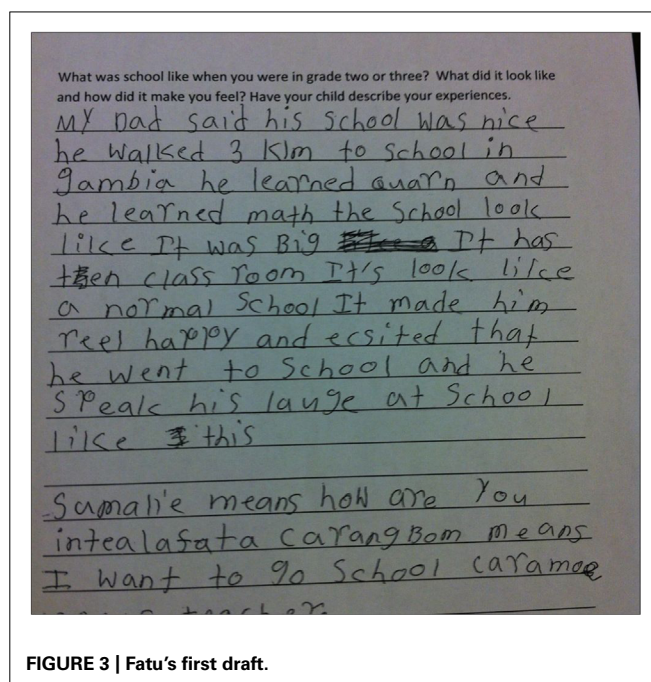 What was school like when you were in grade two or three? What did it look like
and how did it make you feel? Have your child describe your experiences.
My Dad said his school was nice
he walked 3 Klm to school in
gambia he learned quarn and
he learned math the School look
like It was Big It has
then class room It's look like
a normal School It made him
reel happy and ecsited that
he went to School and he
speak his lauge at School
like this
Sumali'e means how are you
intealafata carangBom means
I want to go School caramoe
teacher.
FIGURE 3 | Fatu's first draft.